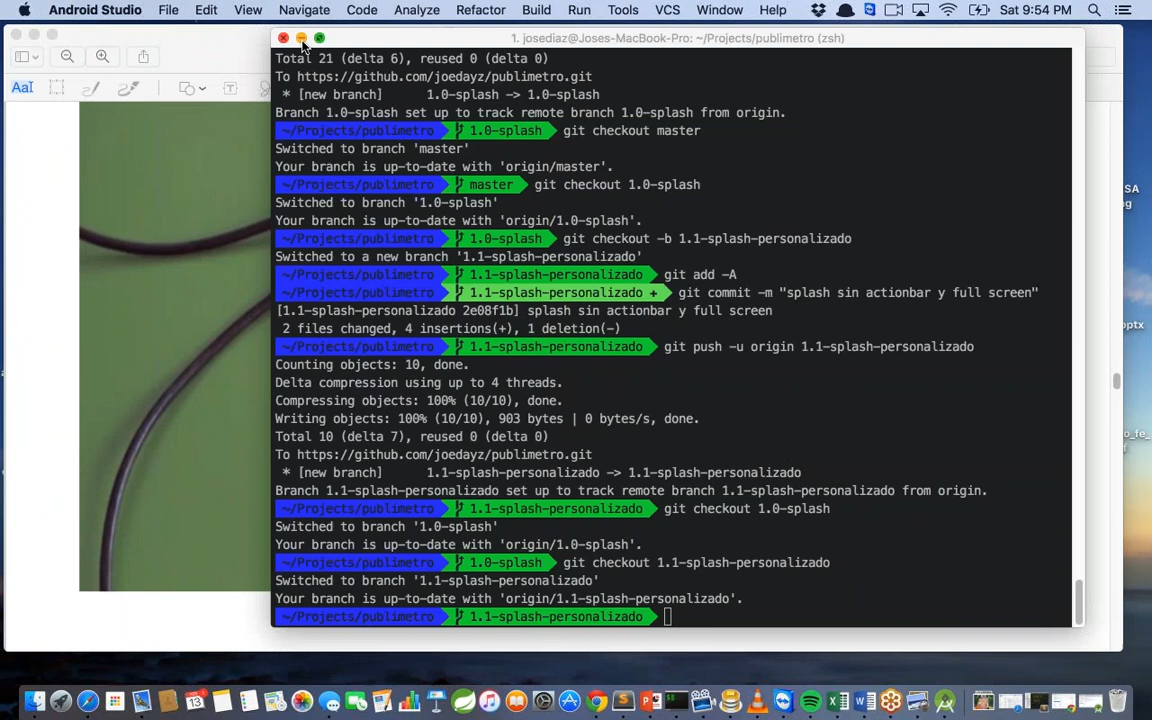 Android Studio File Edit View Navigate Code Analyze Refactor Build Run Tools VCS Window Help Sat 9:54 PM
1. josediaz@Joses-MacBook-Pro: ~/Projects/publimetro (zsh)
Total 21 (delta 6), reused 0 (delta 0)
To https://github.com/joedayz/publimetro.git
* [new branch] 1.0-splash -> 1.0-splash
Branch 1.0-splash set up to track remote branch 1.0-splash from origin.
~/Projects/publimetro 1.0-splash git checkout master
Switched to branch 'master'
Your branch is up-to-date with 'origin/master'.
~/Projects/publimetro master git checkout 1.0-splash
Switched to branch '1.0-splash'
Your branch is up-to-date with 'origin/1.0-splash'.
~/Projects/publimetro 1.0-splash git checkout -b 1.1-splash-personalizado
Switched to a new branch '1.1-splash-personalizado'
~/Projects/publimetro 1.1-splash-personalizado git add -A
~/Projects/publimetro 1.1-splash-personalizado + git commit -m "splash sin actionbar y full screen"
[1.1-splash-personalizado 2e08f1b] splash sin actionbar y full screen
2 files changed, 4 insertions(+), 1 deletion(-)
~/Projects/publimetro 1.1-splash-personalizado git push -u origin 1.1-splash-personalizado
Counting objects: 10, done.
Delta compression using up to 4 threads.
Compressing objects: 100% (10/10), done.
Writing objects: 100% (10/10), 903 bytes | 0 bytes/s, done.
Total 10 (delta 7), reused 0 (delta 0)
To https://github.com/joedayz/publimetro.git
* [new branch] 1.1-splash-personalizado -> 1.1-splash-personalizado
Branch 1.1-splash-personalizado set up to track remote branch 1.1-splash-personalizado from origin.
~/Projects/publimetro 1.1-splash-personalizado git checkout 1.0-splash
Switched to branch '1.0-splash'
Your branch is up-to-date with 'origin/1.0-splash'.
~/Projects/publimetro 1.0-splash git checkout 1.1-splash-personalizado
Switched to branch '1.1-splash-personalizado'
Your branch is up-to-date with 'origin/1.1-splash-personalizado'.
~/Projects/publimetro 1.1-splash-personalizado
AaI
T
SA
ng
ptx
o_fe_
f
13